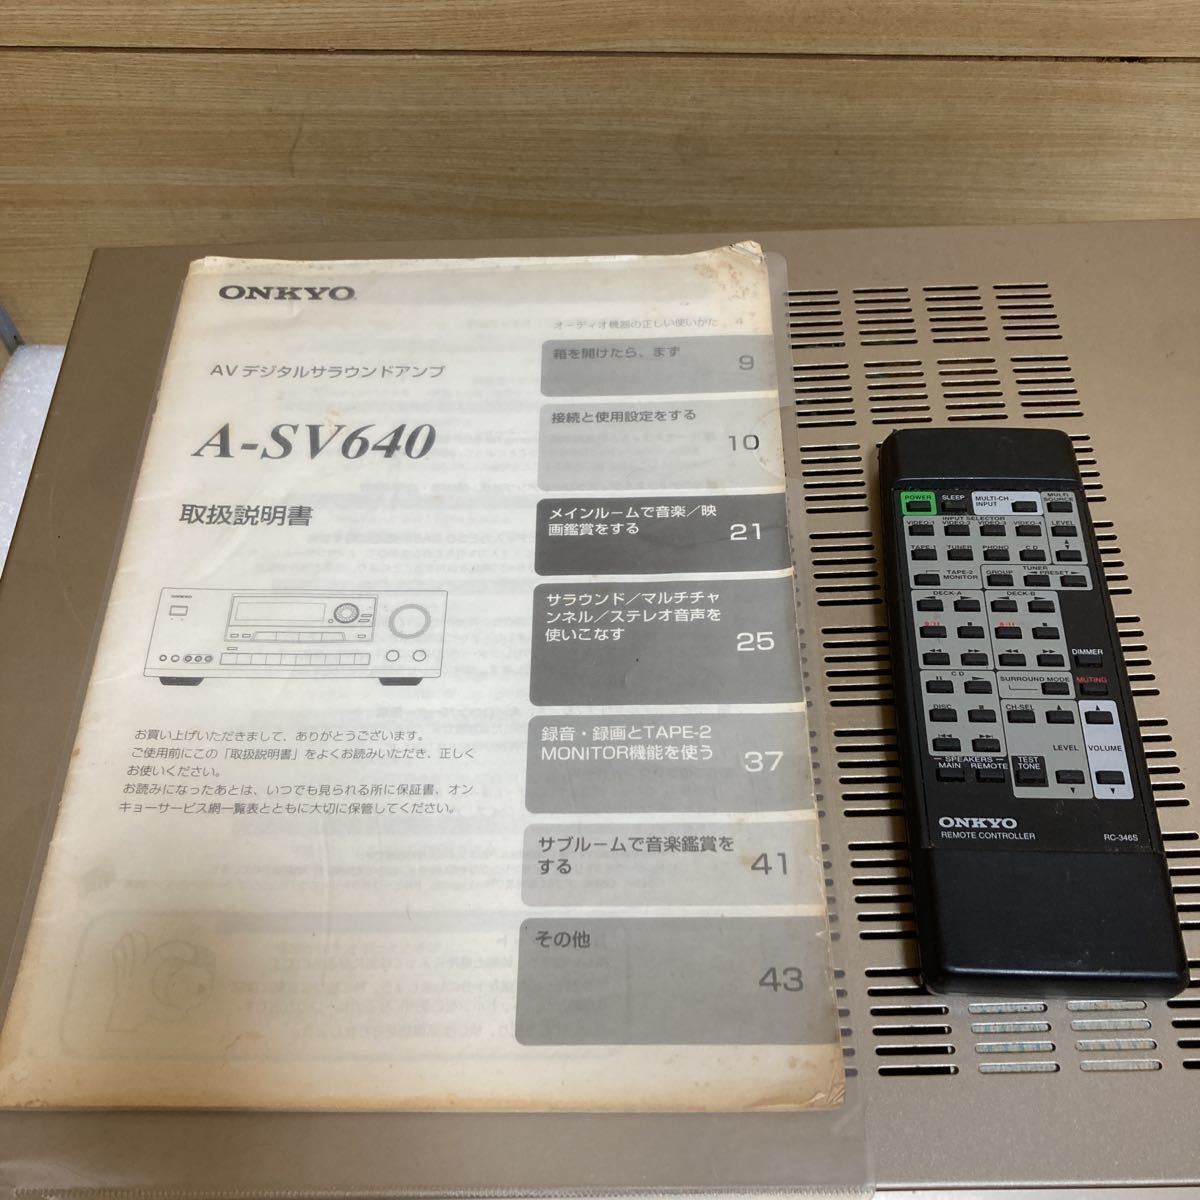 ONKYO
AV デジタルサラウンドアンプ
A-SV640
取扱説明書
ONKYO
お買い上げいただきまして、ありがとうございます。
ご使用前にこの「取扱説明書」をよくお読みいただき、正しく
お使いください。
お読みになったあとは、いつでも見られる所に保証書、オン
キョーサービス網一覧表とともに大切に保管してください。
オーディオ機器の正しい使いかた 4
箱を開けたら、まず 9
接続と使用設定をする
10
メインルームで音楽/映
画鑑賞をする 21
サラウンド/マルチチャ
ンネル/ステレオ音声を
使いこなす 25
録音・録画とTAPE-2
MONITOR機能を使う 37
サブルームで音楽鑑賞を
する 41
その他
43
POWER SLEEP MULTI-CH INPUT MULTI SOURCE
INPUT SELECTOR
VIDEO-1 VIDEO-2 VIDEO-3 VIDEO-4 LEVEL
TAPE-1 TUNER PHONO CD
TAPE-2 MONITOR GROUP TUNER PRESET
DECK-A DECK-B
DIMMER
CD SURROUND MODE MUTING
DISC CH-SEL
LEVEL VOLUME
SPEAKERS
MAIN REMOTE TEST TONE
ONKYO
REMOTE CONTROLLER RC-346S